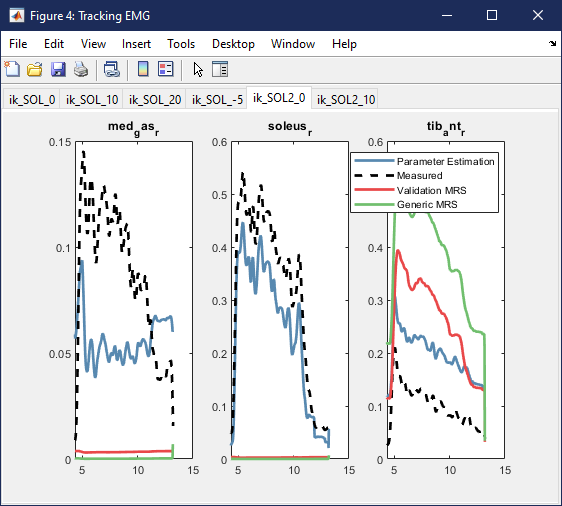 Figure 4: Tracking EMG
File Edit View Insert Tools Desktop Window Help
ik_SOL_0 ik_SOL_10 ik_SOL_20 ik_SOL_-5 ik_SOL2_0 ik_SOL2_10
med_gas_r soleus_r tib_ant_r
0.15 0.6 0.6
Parameter Estimation
Measured
Validation MRS
Generic MRS
0.5
0.1 0.4 0.4
0.3 0.3
0.05 0.2 0.2
0.1 0.1
0 0 0
5 10 15 5 10 15 5 10 15